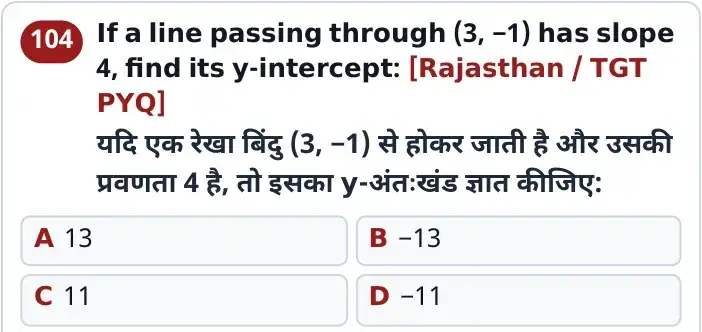 104 If a line passing through (3, −1) has slope
4, find its y-intercept: [Rajasthan / TGT
PYQ]
यदि एक रेखा बिंदु (3, −1) से होकर जाती है और उसकी
प्रवणता 4 है, तो इसका y-अंतःखंड ज्ञात कीजिए:
A 13
B −13
C 11
D −11